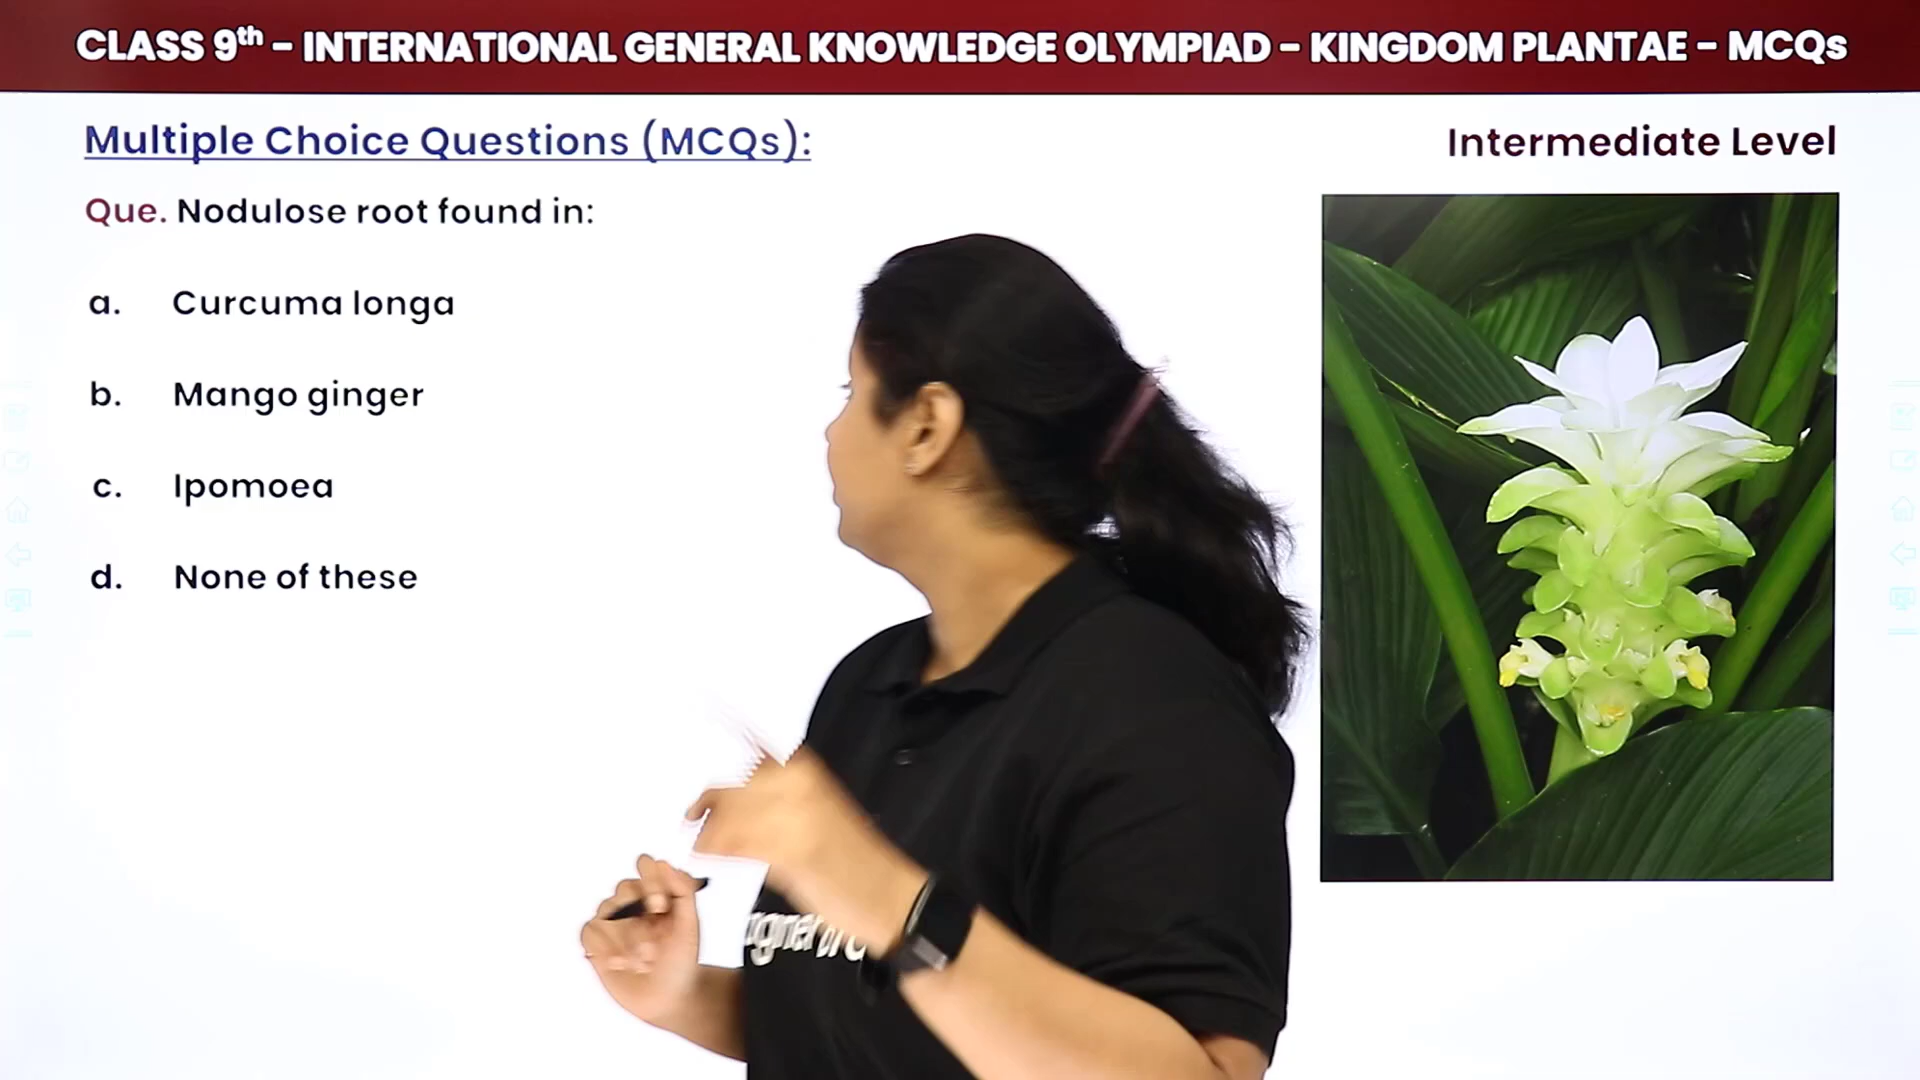 CLASS 9th – INTERNATIONAL GENERAL KNOWLEDGE OLYMPIAD – KINGDOM PLANTAE – MCQs
Multiple Choice Questions (MCQs):
Intermediate Level
Que. Nodulose root found in:
a. Curcuma longa
b. Mango ginger
c. Ipomoea
d. None of these